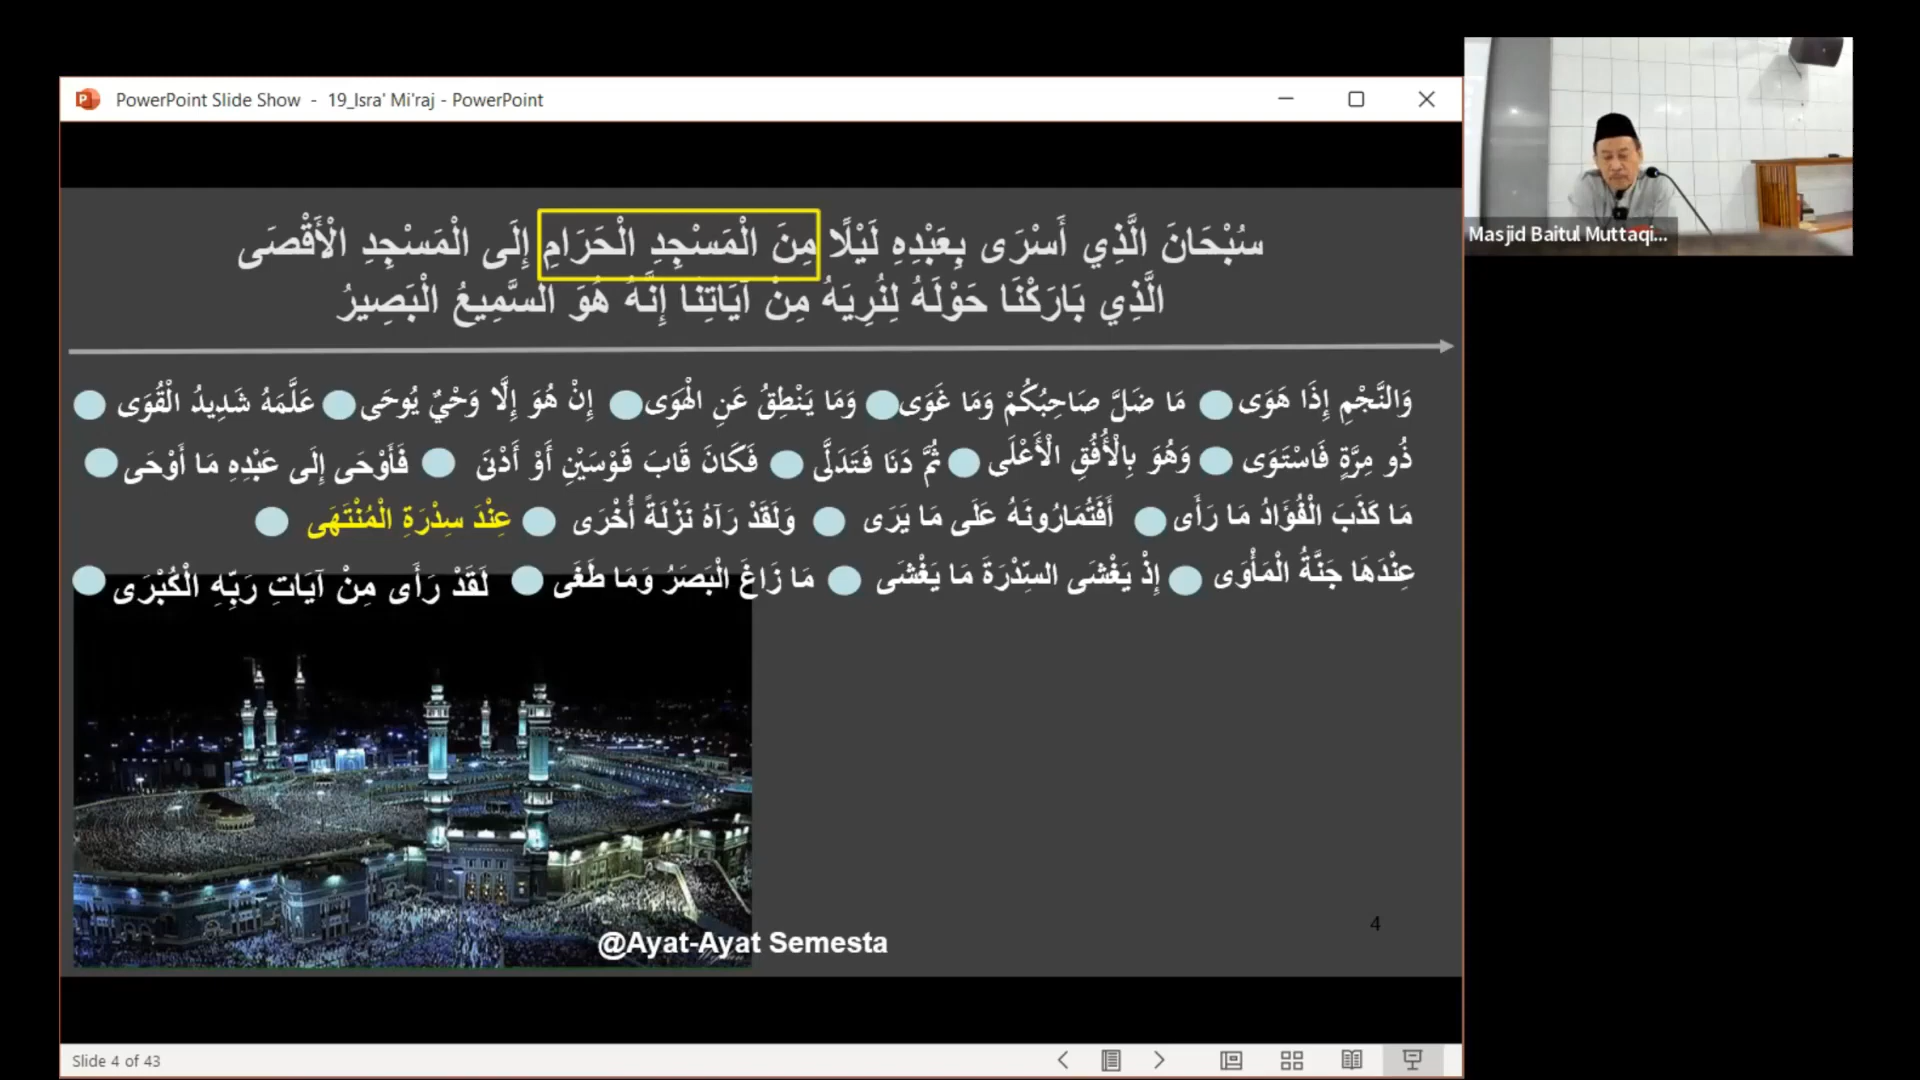 PowerPoint Slide Show - 19_Isra' Mi'raj - PowerPoint
Masjid Baitul Muttaqi...
سُبْحَانَ الَّذِي أَسْرَى بِعَبْدِهِ لَيْلًا مِنَ الْمَسْجِدِ الْحَرَامِ إِلَى الْمَسْجِدِ الْأَقْصَى
الَّذِي بَارَكْنَا حَوْلَهُ لِنُرِيَهُ مِنْ آيَاتِنَا إِنَّهُ هُوَ السَّمِيعُ الْبَصِيرُ
وَالنَّجْمِ إِذَا هَوَى مَا ضَلَّ صَاحِبُكُمْ وَمَا غَوَى وَمَا يَنْطِقُ عَنِ الْهَوَى إِنْ هُوَ إِلَّا وَحْيٌ يُوحَى عَلَّمَهُ شَدِيدُ الْقُوَى
ذُو مِرَّةٍ فَاسْتَوَى وَهُوَ بِالْأُفُقِ الْأَعْلَى ثُمَّ دَنَا فَتَدَلَّى فَكَانَ قَابَ قَوْسَيْنِ أَوْ أَدْنَى فَأَوْحَى إِلَى عَبْدِهِ مَا أَوْحَى
مَا كَذَبَ الْفُؤَادُ مَا رَأَى أَفَتُمَارُونَهُ عَلَى مَا يَرَى وَلَقَدْ رَآهُ نَزْلَةً أُخْرَى عِنْدَ سِدْرَةِ الْمُنْتَهَى
عِنْدَهَا جَنَّةُ الْمَأْوَى إِذْ يَغْشَى السِّدْرَةَ مَا يَغْشَى مَا زَاغَ الْبَصَرُ وَمَا طَغَى لَقَدْ رَأَى مِنْ آيَاتِ رَبِّهِ الْكُبْرَى
@Ayat-Ayat Semesta
4
Slide 4 of 43